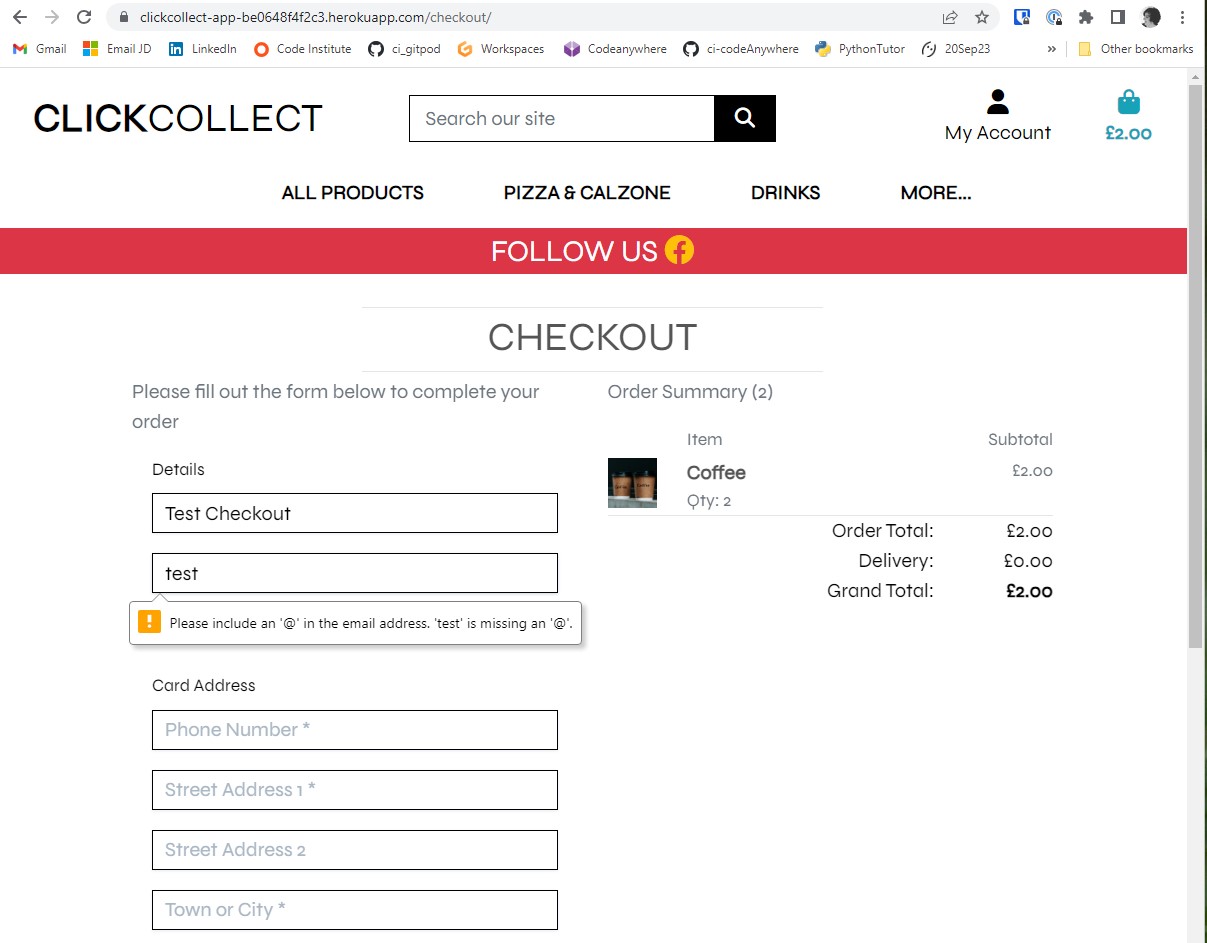 clickcollect-app-be0648f4f2c3.herokuapp.com/checkout/
Gmail Email JD LinkedIn Code Institute ci_gitpod Workspaces Codeanywhere ci-codeAnywhere PythonTutor 20Sep23 » Other bookmarks
CLICKCOLLECT
Search our site
My Account
£2.00
ALL PRODUCTS PIZZA & CALZONE DRINKS MORE...
FOLLOW US
CHECKOUT
Please fill out the form below to complete your
order
Details
Test Checkout
test
Please include an '@' in the email address. 'test' is missing an '@'.
Card Address
Phone Number *
Street Address 1 *
Street Address 2
Town or City *
Order Summary (2)
Item Subtotal
Coffee £2.00
Qty: 2
Order Total: £2.00
Delivery: £0.00
Grand Total: £2.00